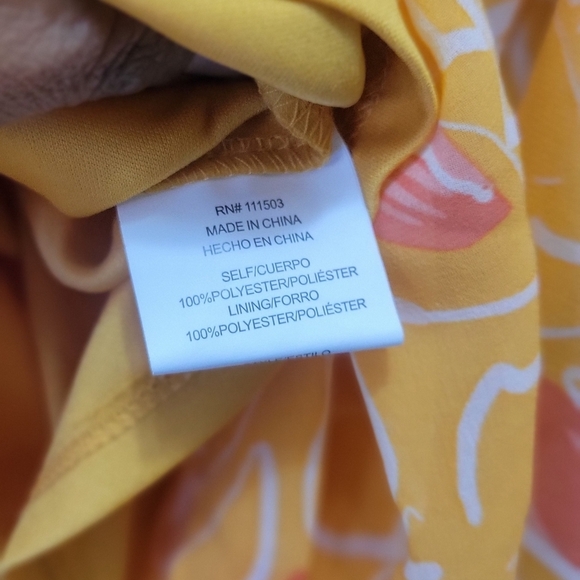 RN# 111503
MADE IN CHINA
HECHO EN CHINA
SELF/CUERPO
100%POLYESTER/POLIÉSTER
LINING/FORRO
100%POLYESTER/POLIÉSTER